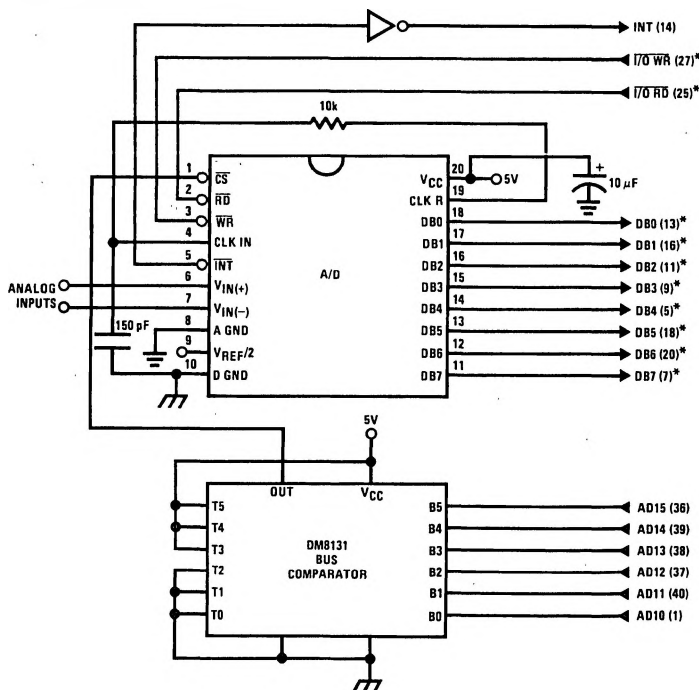 INT (14)
I/O WR (27)*
I/O RD (25)*
10k
1 CS
2 RD
3 WR
4 CLK IN
5 INT
6 VIN(+)
7 VIN(−)
8 A GND
9 VREF/2
10 D GND
A/D
20 VCC
19 CLK R
18 DB0
17 DB1
16 DB2
15 DB3
14 DB4
13 DB5
12 DB6
11 DB7
5V
+
10 μF
DB0 (13)*
DB1 (16)*
DB2 (11)*
DB3 (9)*
DB4 (5)*
DB5 (18)*
DB6 (20)*
DB7 (7)*
ANALOG
INPUTS
150 pF
5V
OUT
VCC
T5
T4
T3
T2
T1
T0
DM8131
BUS
COMPARATOR
B5
B4
B3
B2
B1
B0
AD15 (36)
AD14 (39)
AD13 (38)
AD12 (37)
AD11 (40)
AD10 (1)